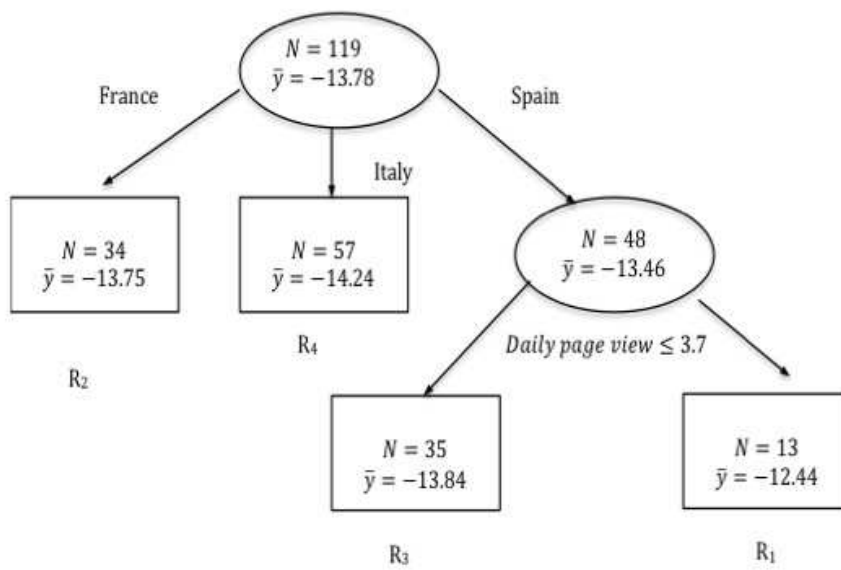 N = 119
ȳ = −13.78
France
Spain
Italy
N = 34
ȳ = −13.75
N = 57
ȳ = −14.24
N = 48
ȳ = −13.46
R₂
R₄
Daily page view ≤ 3.7
N = 35
ȳ = −13.84
N = 13
ȳ = −12.44
R₃
R₁